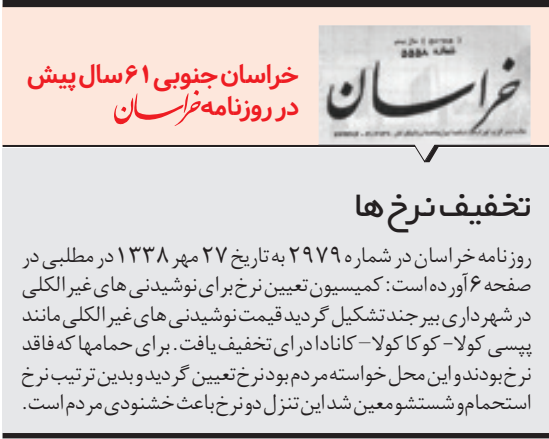 شماره ۵۵۵۸
خراسان
خراسان جنوبی ۶۱ سال پیش
در روزنامه خراسان
تخفیف نرخ ها
روزنامه خراسان در شماره ۲۹۷۹ به تاریخ ۲۷ مهر ۱۳۳۸ در مطلبی در
صفحه ۶ آورده است: کمیسیون تعیین نرخ برای نوشیدنی های غیر الکلی
در شهرداری بیرجند تشکیل گردید قیمت نوشیدنی های غیر الکلی مانند
پپسی کولا- کوکا کولا– کانادا درای تخفیف یافت. برای حمامها که فاقد
نرخ بودند و این محل خواسته مردم بود نرخ تعیین گردید و بدین ترتیب نرخ
استحمام و شستشو معین شد این تنزل دو نرخ باعث خشنودی مردم است.